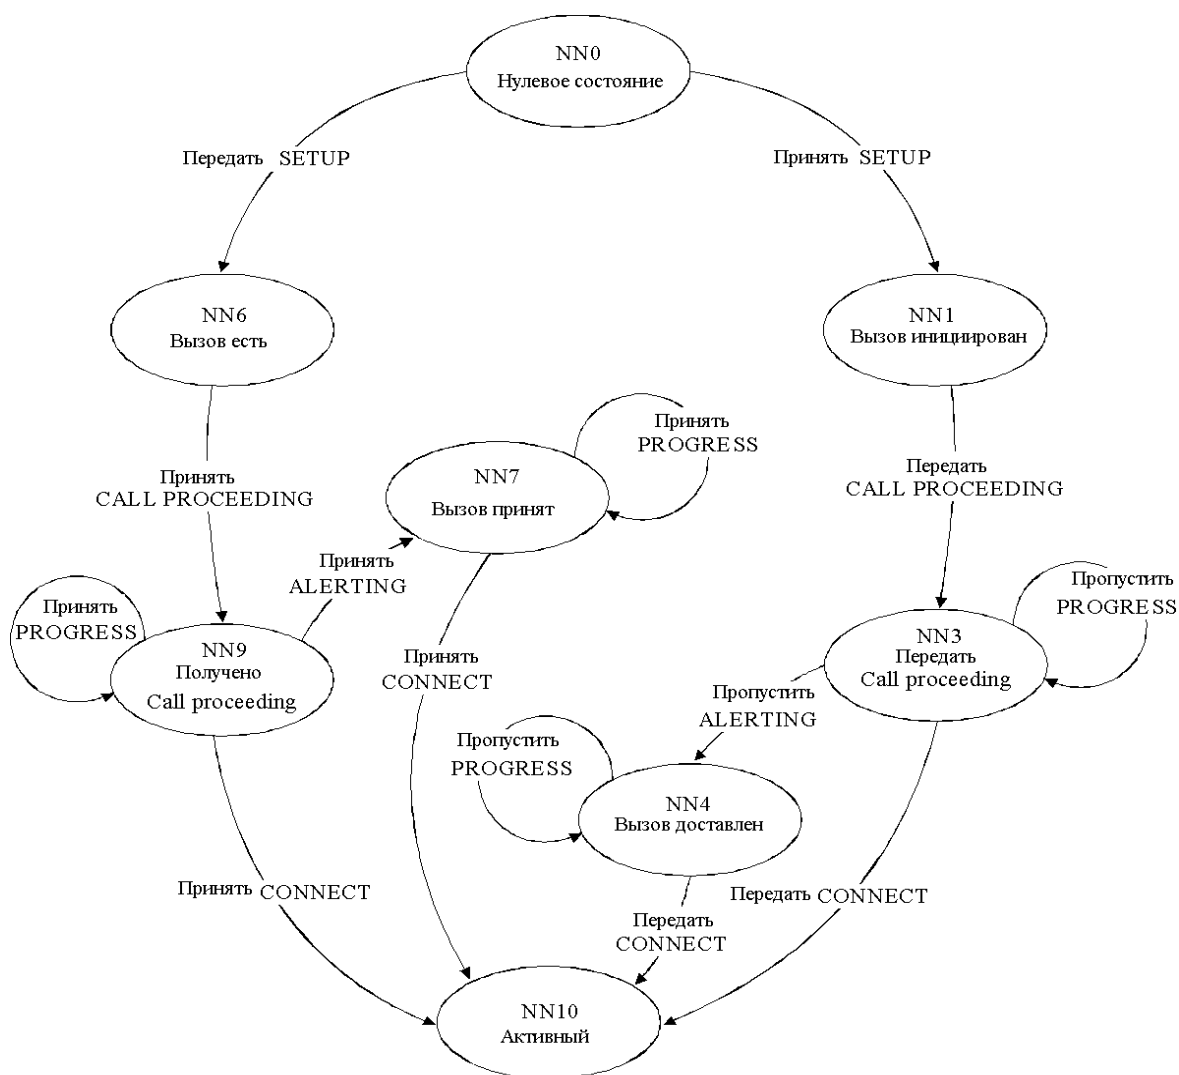 NN0
Нулевое состояние
Передать SETUP
Принять SETUP
NN6
Вызов есть
NN1
Вызов инициирован
Принять
CALL PROCEEDING
NN7
Вызов принят
Принять
PROGRESS
Передать
CALL PROCEEDING
Принять
ALERTING
Принять
PROGRESS
NN9
Получено
Call proceeding
Принять
CONNECT
Пропустить
PROGRESS
NN3
Передать
Call proceeding
Пропустить
ALERTING
Пропустить
PROGRESS
NN4
Вызов доставлен
Принять CONNECT
Передать
CONNECT
Передать CONNECT
NN10
Активный